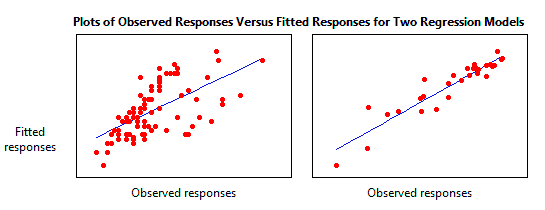 Plots of Observed Responses Versus Fitted Responses for Two Regression Models
Fitted
responses
Observed responses
Observed responses